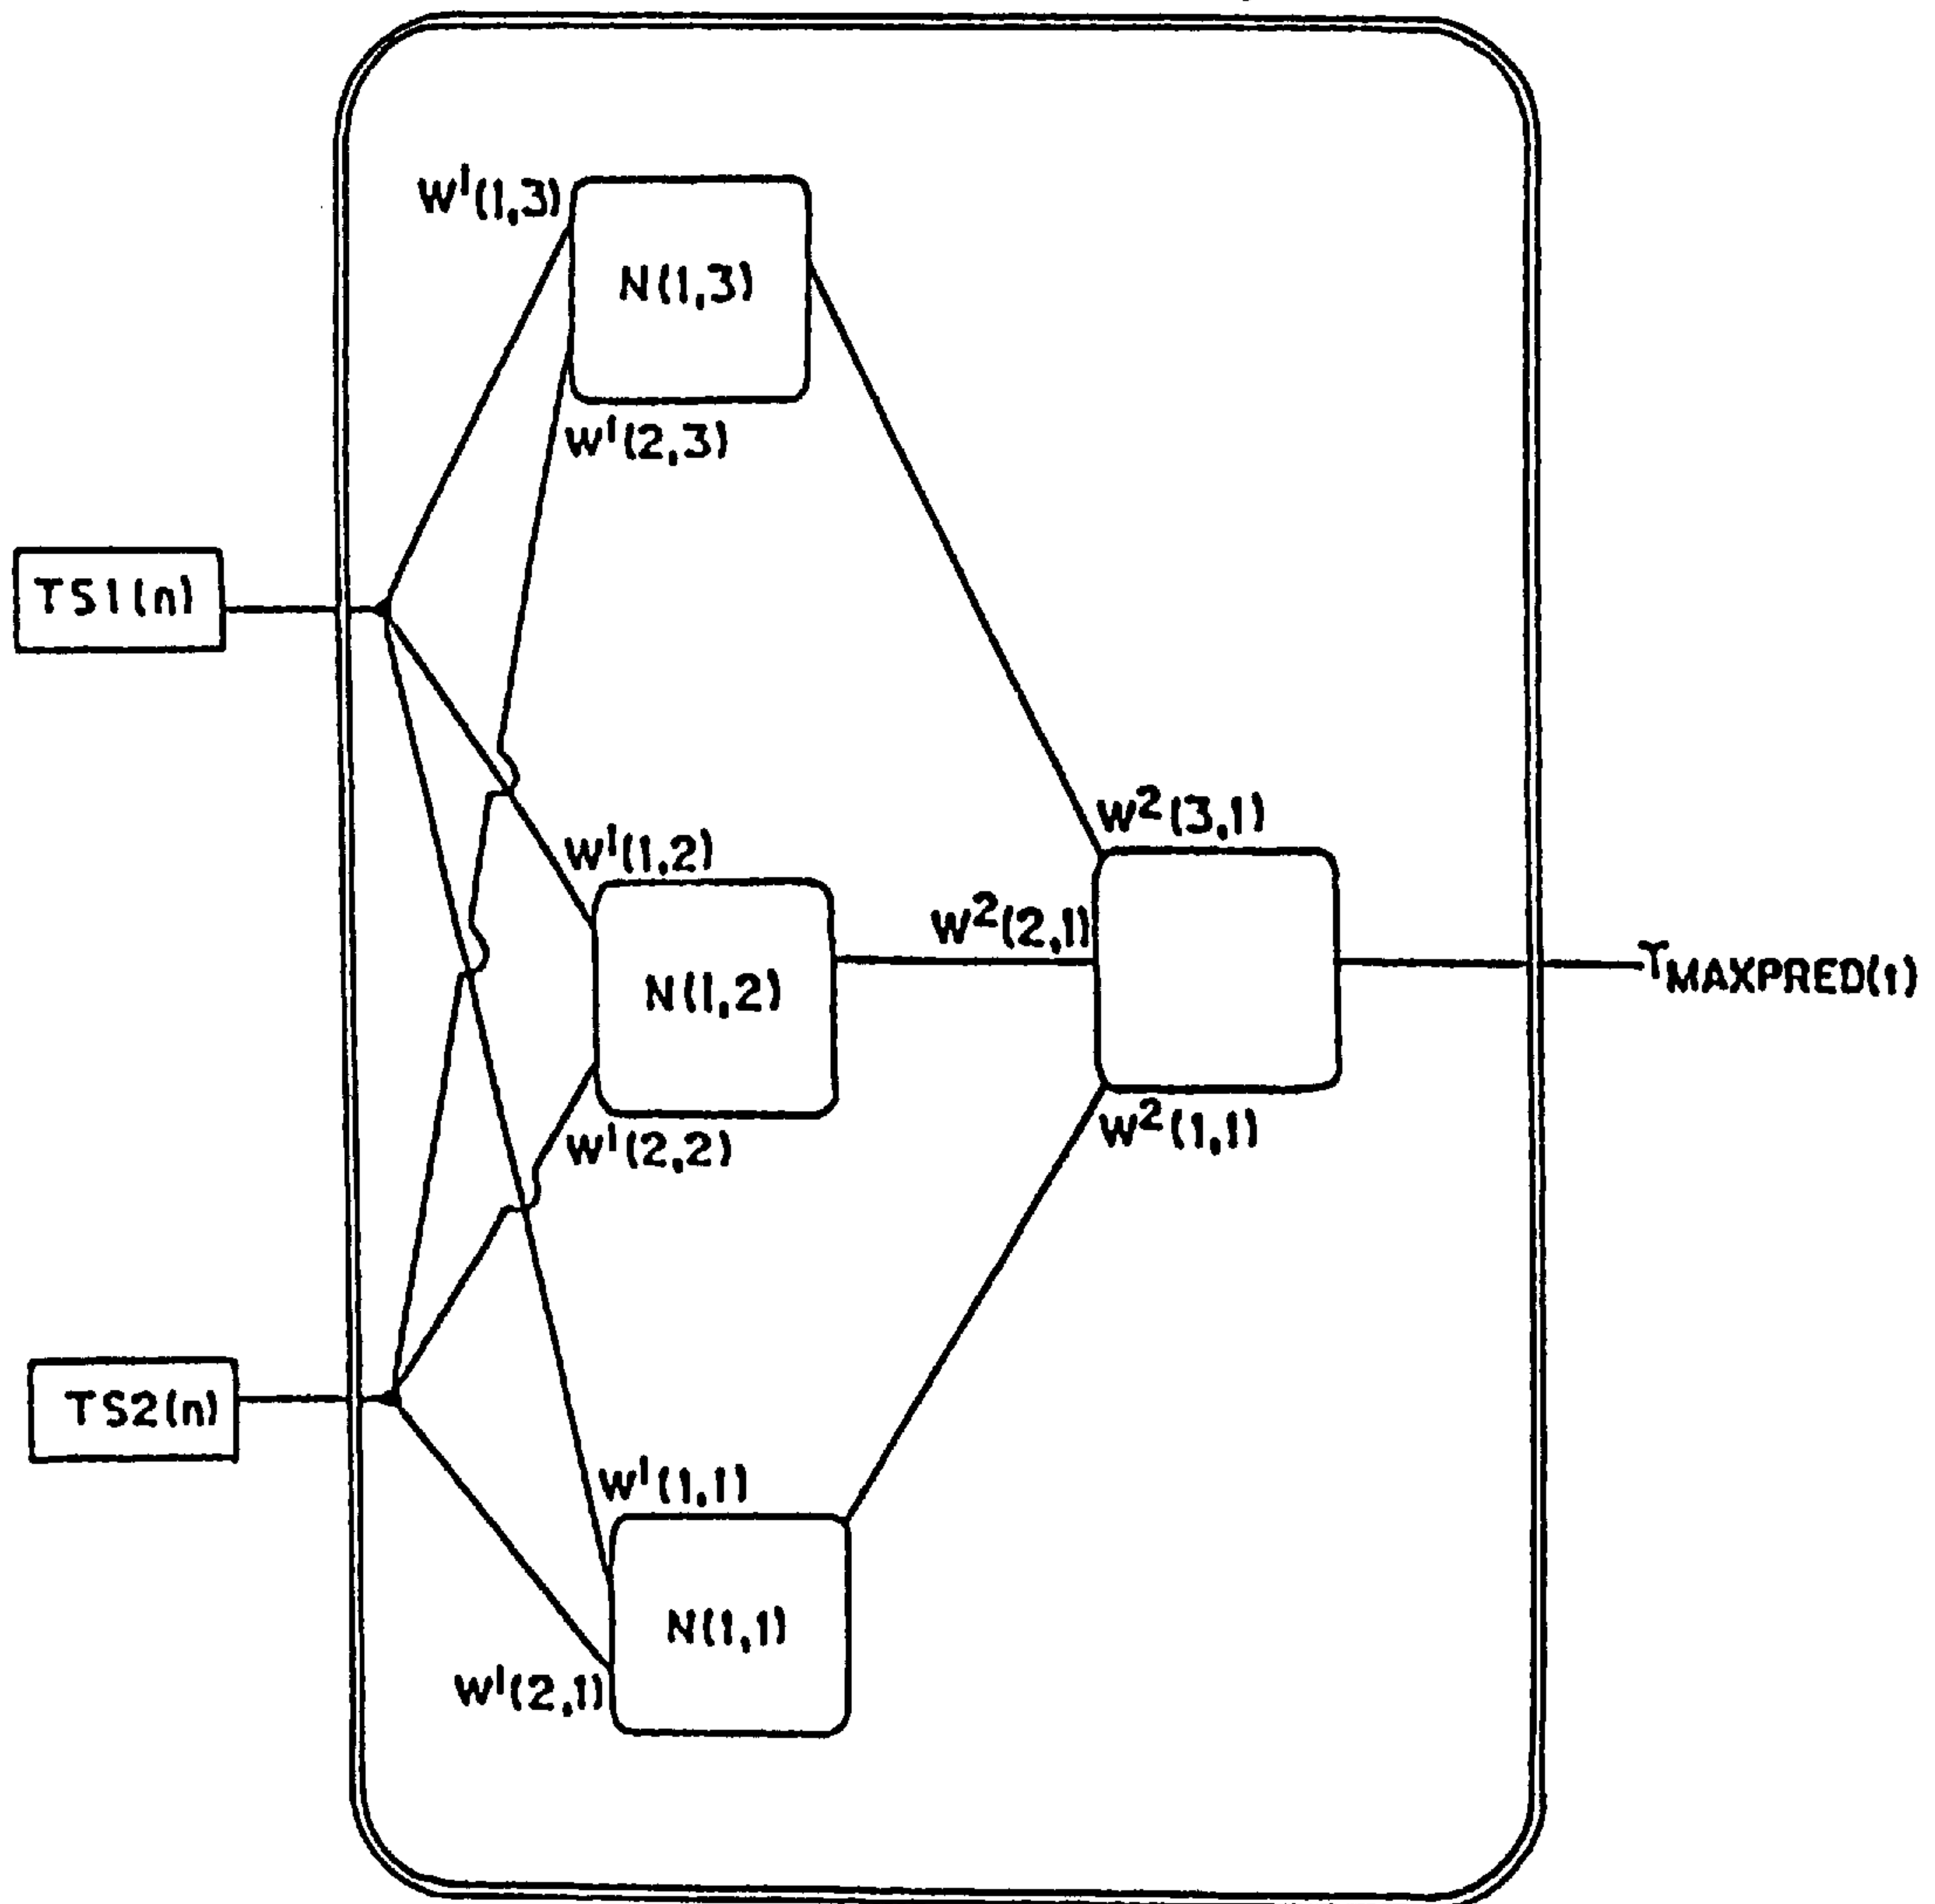 W¹(1,3)
N(1,3)
W¹(2,3)
TS1(n)
W¹(1,2)
W²(3,1)
W²(2,1)
N(1,2)
TMAXPRED(1)
W¹(2,2)
W²(1,1)
TS2(n)
W¹(1,1)
N(1,1)
W¹(2,1)